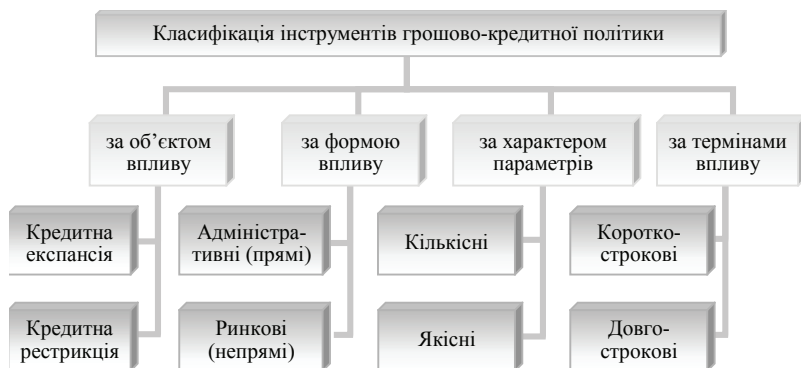 Класифікація інструментів грошово-кредитної політики
за об’єктом
впливу
за формою
впливу
за характером
параметрів
за термінами
впливу
Кредитна
експансія
Адміністра-
тивні (прямі)
Кількісні
Коротко-
строкові
Кредитна
рестрикція
Ринкові
(непрямі)
Якісні
Довго-
строкові